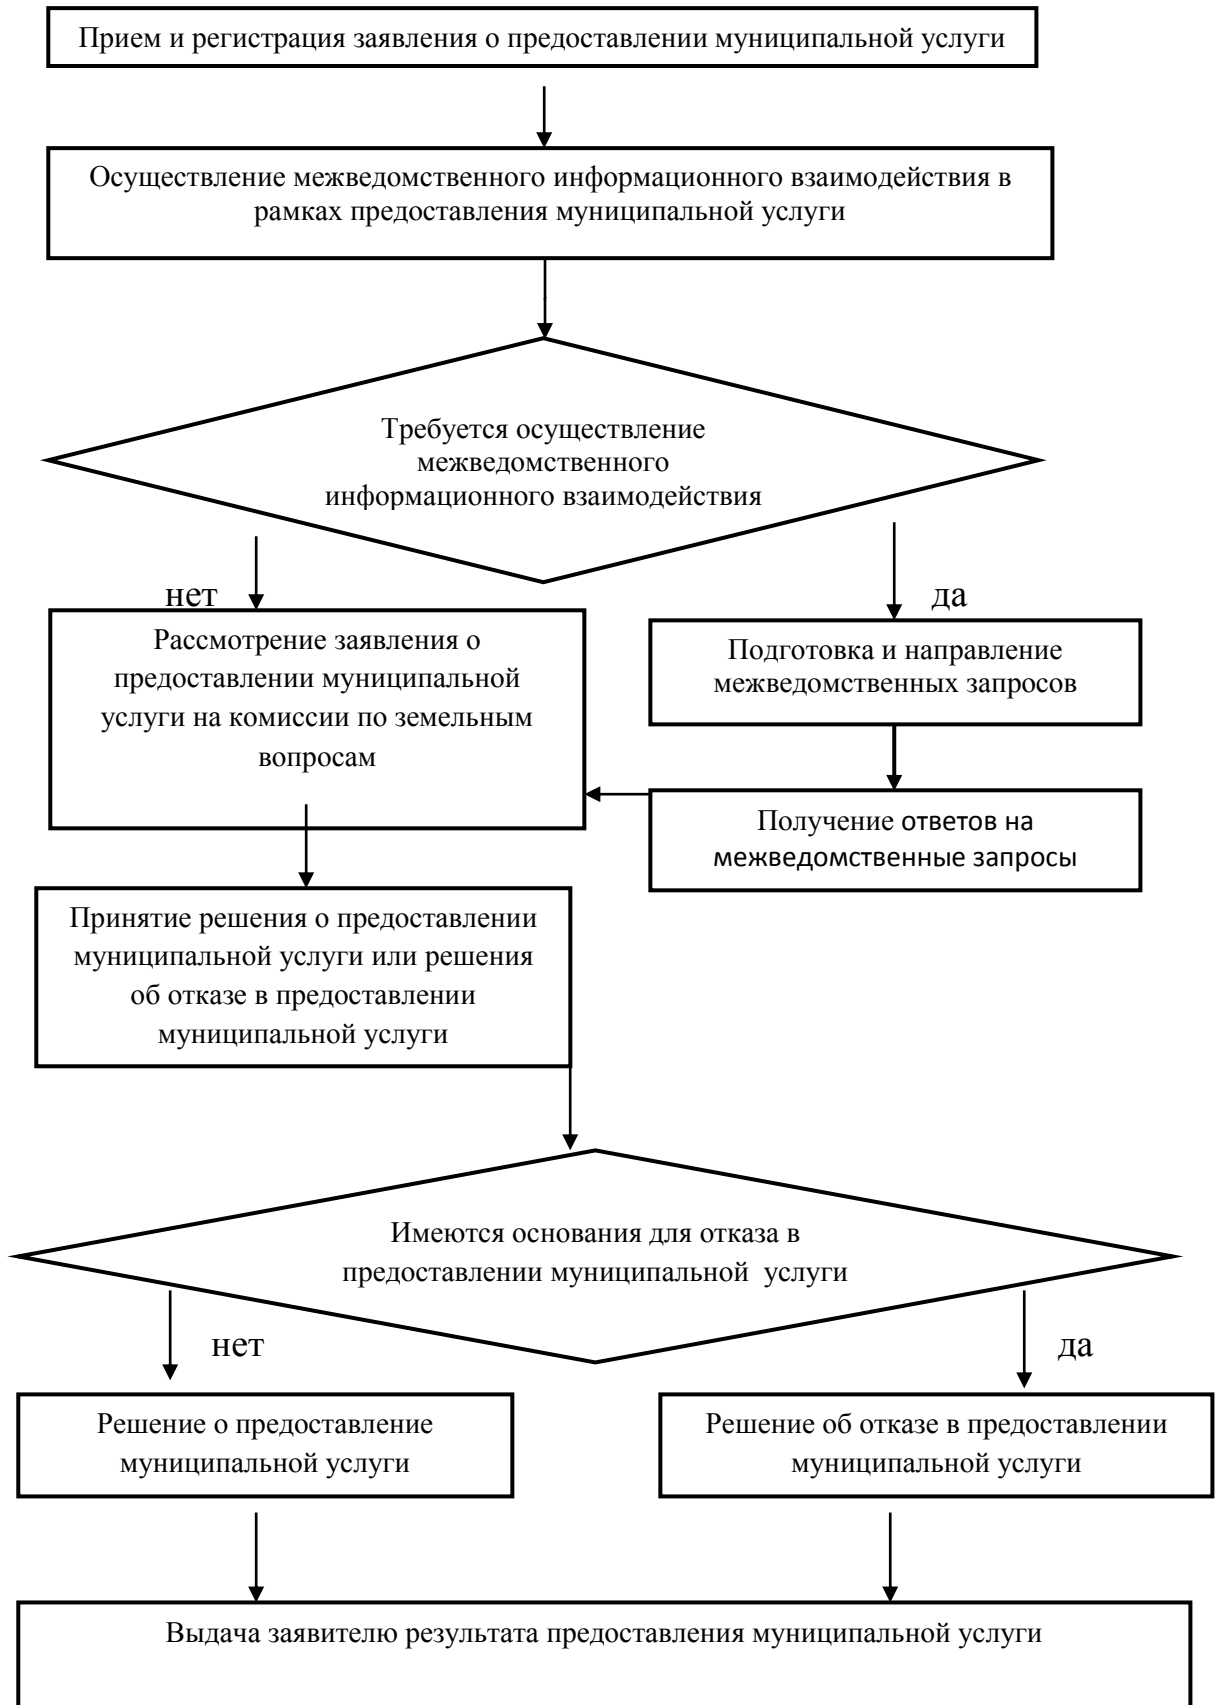 Прием и регистрация заявления о предоставлении муниципальной услуги
Осуществление межведомственного информационного взаимодействия в
рамках предоставления муниципальной услуги
Требуется осуществление
межведомственного
информационного взаимодействия
нет
да
Рассмотрение заявления о
предоставлении муниципальной
услуги на комиссии по земельным
вопросам
Подготовка и направление
межведомственных запросов
Получение ответов на
межведомственные запросы
Принятие решения о предоставлении
муниципальной услуги или решения
об отказе в предоставлении
муниципальной услуги
Имеются основания для отказа в
предоставлении муниципальной услуги
нет
да
Решение о предоставление
муниципальной услуги
Решение об отказе в предоставлении
муниципальной услуги
Выдача заявителю результата предоставления муниципальной услуги